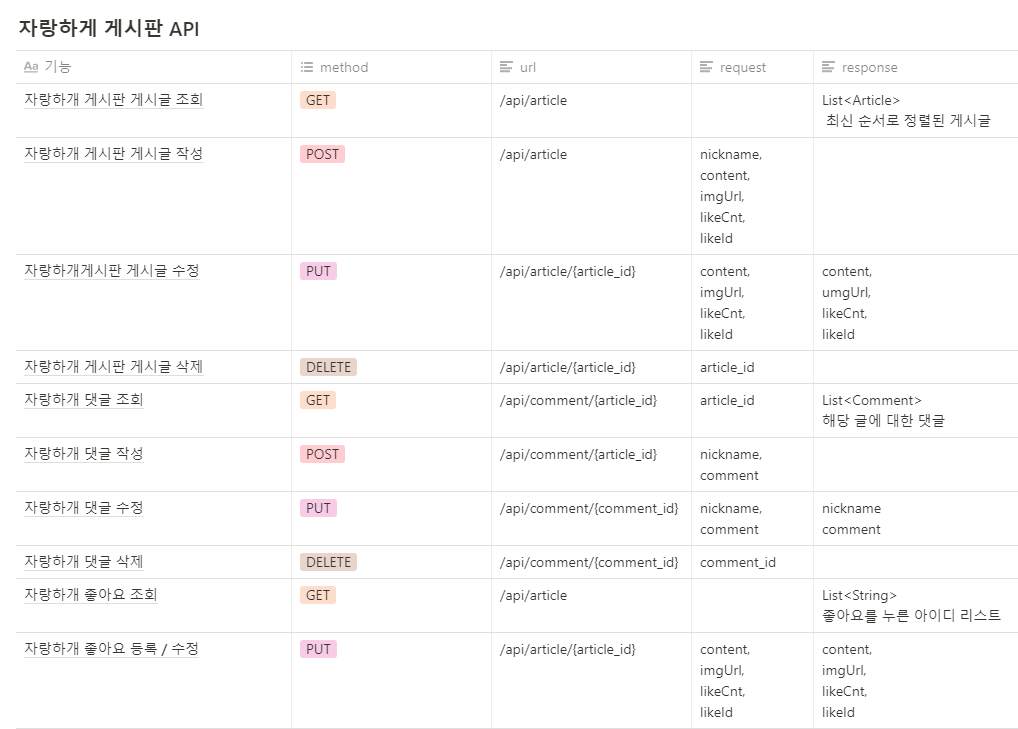 자랑하게 게시판 API
Aa 기능 method url request response
자랑하개 게시판 게시글 조회 GET /api/article List<Article>
최신 순서로 정렬된 게시글
자랑하개 게시판 게시글 작성 POST /api/article nickname,
content,
imgUrl,
likeCnt,
likeId
자랑하개게시판 게시글 수정 PUT /api/article/{article_id} content, content,
imgUrl, umgUrl,
likeCnt, likeCnt,
likeId likeId
자랑하개 게시판 게시글 삭제 DELETE /api/article/{article_id} article_id
자랑하개 댓글 조회 GET /api/comment/{article_id} article_id List<Comment>
해당 글에 대한 댓글
자랑하개 댓글 작성 POST /api/comment/{article_id} nickname,
comment
자랑하개 댓글 수정 PUT /api/comment/{comment_id} nickname, nickname
comment comment
자랑하개 댓글 삭제 DELETE /api/comment/{comment_id} comment_id
자랑하개 좋아요 조회 GET /api/article List<String>
좋아요를 누른 아이디 리스트
자랑하개 좋아요 등록 / 수정 PUT /api/article/{article_id} content, content,
imgUrl, imgUrl,
likeCnt, likeCnt,
likeId likeId